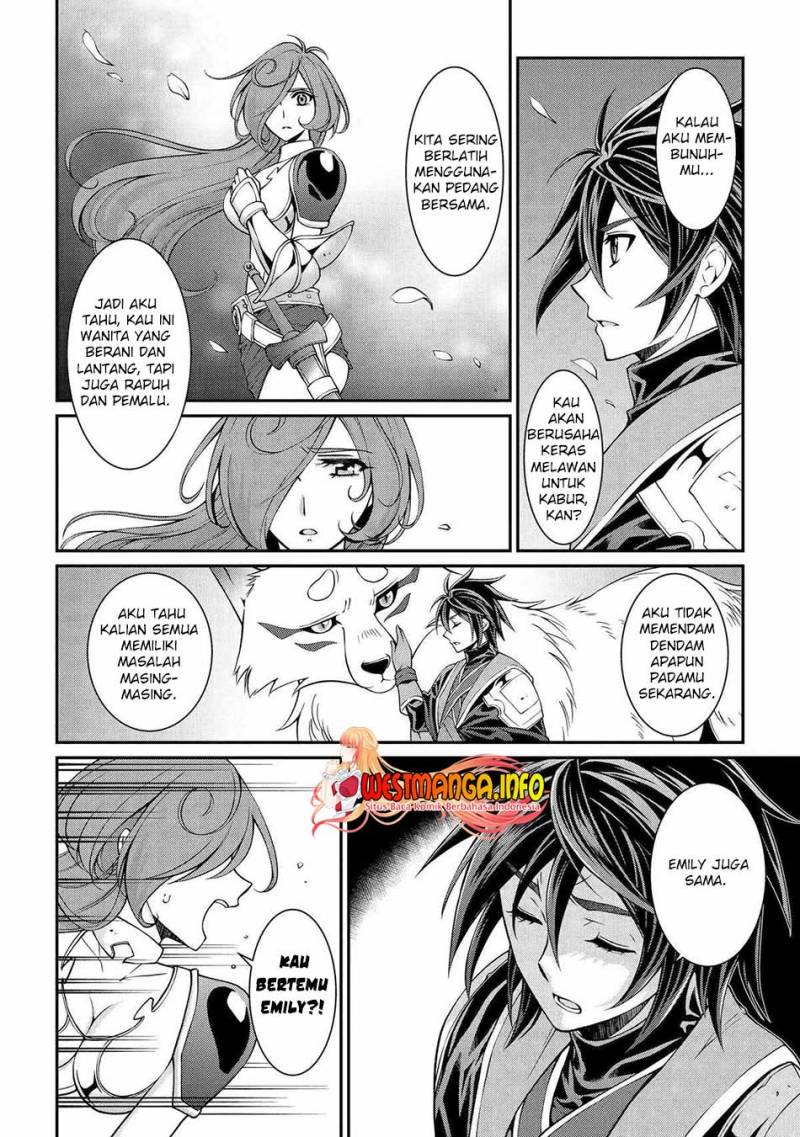 KALAU
AKU MEM-
BUNUH-
MU...
KAU
AKAN
BERUSAHA
KERAS
MELAWAN
UNTUK
KABUR,
KAN?
KITA SERING
BERLATIH
MENGGUNA-
KAN PEDANG
BERSAMA.
JADI AKU
TAHU, KAU INI
WANITA YANG
BERANI DAN
LANTANG, TAPI
JUGA RAPUH
DAN PEMALU.
AKU TIDAK
MEMENDAM
DENDAM
APAPUN
PADAMU
SEKARANG.
AKU TAHU
KALIAN SEMUA
MEMILIKI
MASALAH
MASING-
MASING.
WESTMANGA.INFO
Situs Baca Komik Berbahasa Indonesia
EMILY JUGA
SAMA.
KAU
BERTEMU
EMILY?!